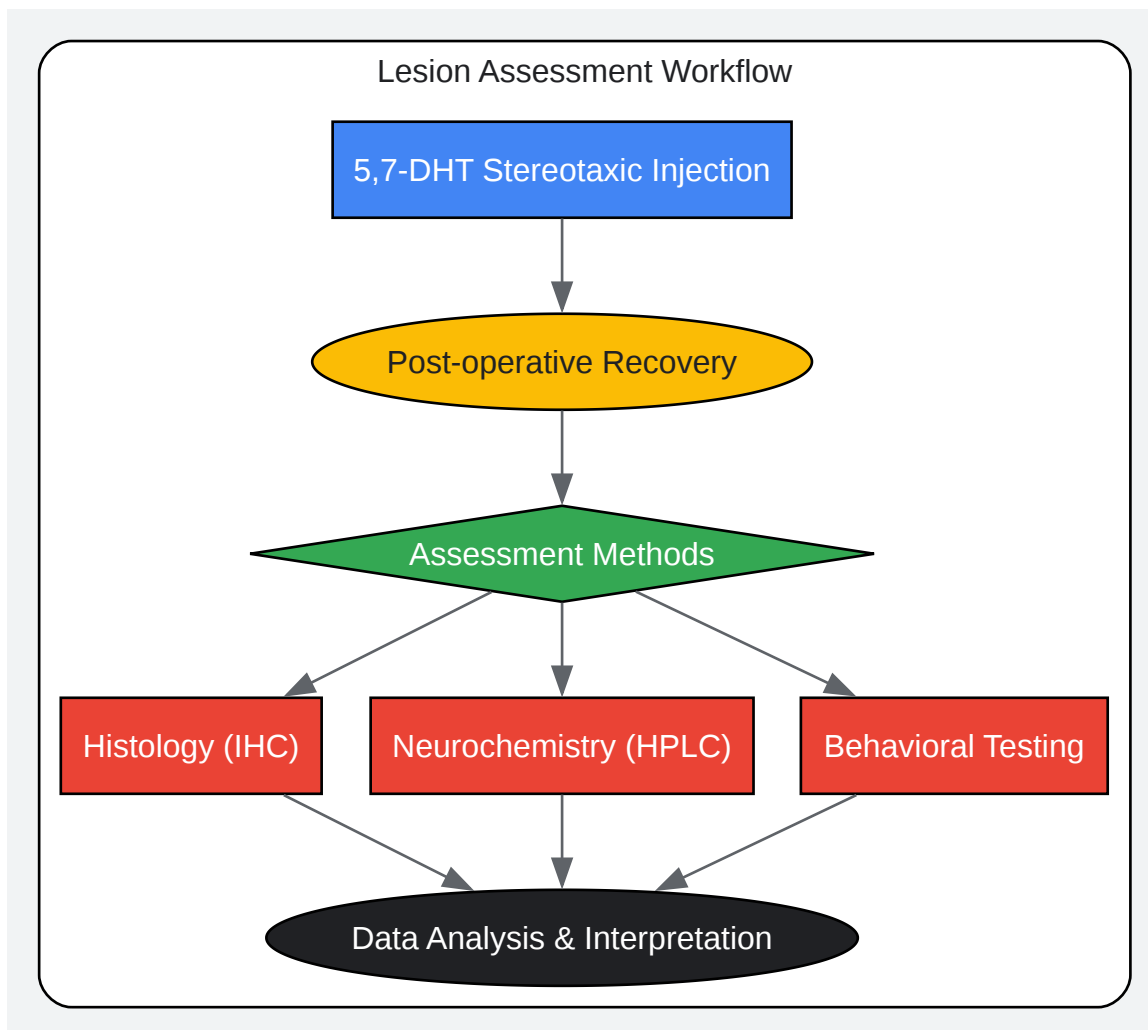 Lesion Assessment Workflow
5,7-DHT Stereotaxic Injection
Post-operative Recovery
Assessment Methods
Histology (IHC)
Neurochemistry (HPLC)
Behavioral Testing
Data Analysis & Interpretation